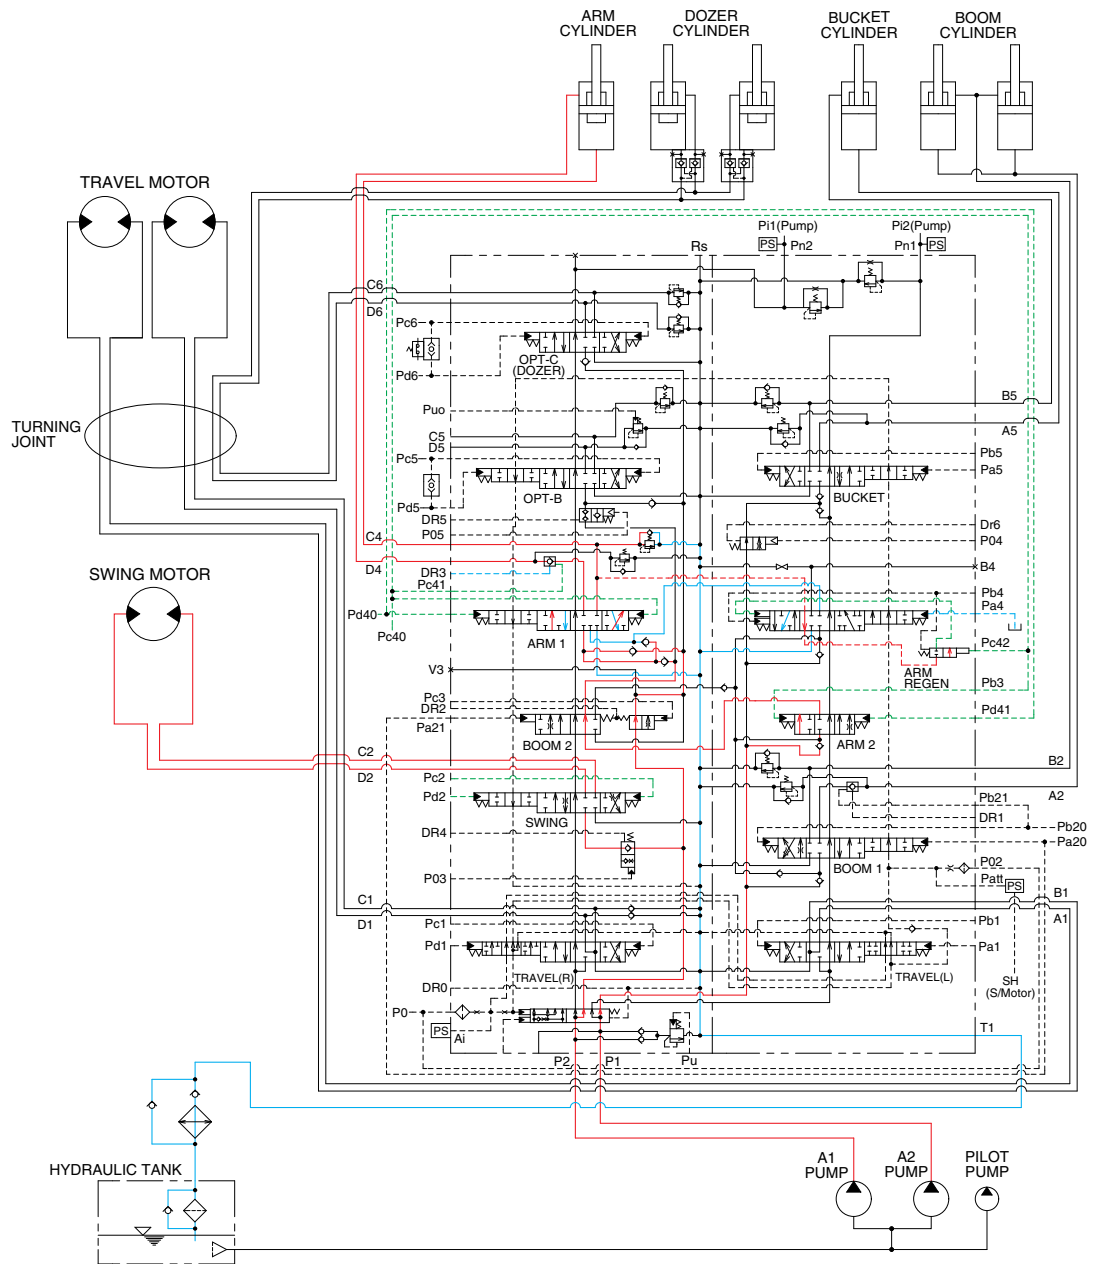 ARM
CYLINDER
DOZER
CYLINDER
BUCKET
CYLINDER
BOOM
CYLINDER
TRAVEL MOTOR
TURNING
JOINT
SWING MOTOR
Pi1(Pump)
Pi2(Pump)
PS
Pn2
Pn1
PS
Rs
C6
D6
Pc6
Pd6
OPT-C
(DOZER)
Puo
C5
D5
Pc5
Pd5
OPT-B
DR5
P05
C4
D4
DR3
Pc41
Pd40
Pc40
ARM 1
V3
Pc3
DR2
Pa21
BOOM 2
C2
D2
Pc2
Pd2
SWING
DR4
P03
C1
D1
Pc1
Pd1
TRAVEL(R)
DR0
P0
PS
Ai
P2
P1
Pu
B5
A5
Pb5
Pa5
BUCKET
Dr6
P04
B4
Pb4
Pa4
Pc42
ARM
REGEN
Pb3
Pd41
ARM 2
B2
A2
Pb21
DR1
Pb20
Pa20
BOOM 1
P02
Patt
PS
B1
A1
Pb1
Pa1
TRAVEL(L)
SH
(S/Motor)
T1
HYDRAULIC TANK
A1
PUMP
A2
PUMP
PILOT
PUMP